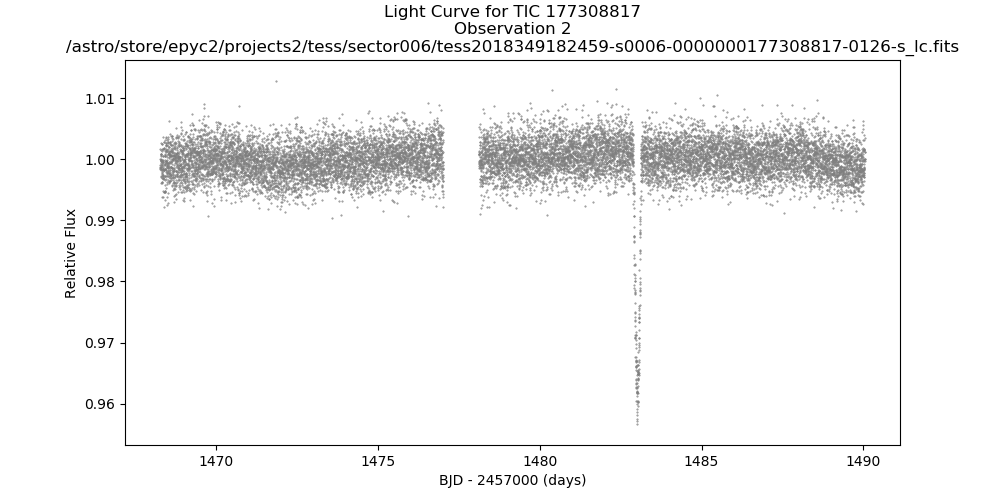 Light Curve for TIC 177308817
Observation 2
/astro/store/epyc2/projects2/tess/sector006/tess2018349182459-s0006-0000000177308817-0126-s_lc.fits
1.01
1.00
0.99
0.98
0.97
0.96
Relative Flux
1470
1475
1480
1485
1490
BJD - 2457000 (days)